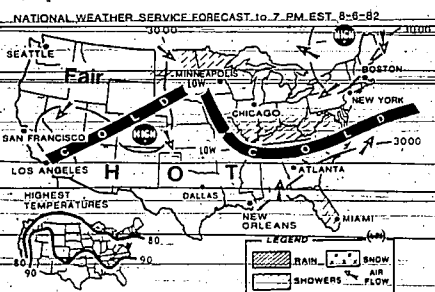 NATIONAL WEATHER SERVICE FORECAST to 7 PM EST 8-6-82
3000
HIGH
3000
SEATTLE
Fair
MINNEAPOLIS
LOW
BOSTON
NEW YORK
COLD
CHICAGO
HIGH
SAN FRANCISCO
LOW
COLD
3000
LOS ANGELES
HOT
ATLANTA
HIGHEST
TEMPERATURES
DALLAS
NEW
ORLEANS
MIAMI
80
80
90
90
LEGEND
RAIN
SNOW
SHOWERS
AIR
FLOW